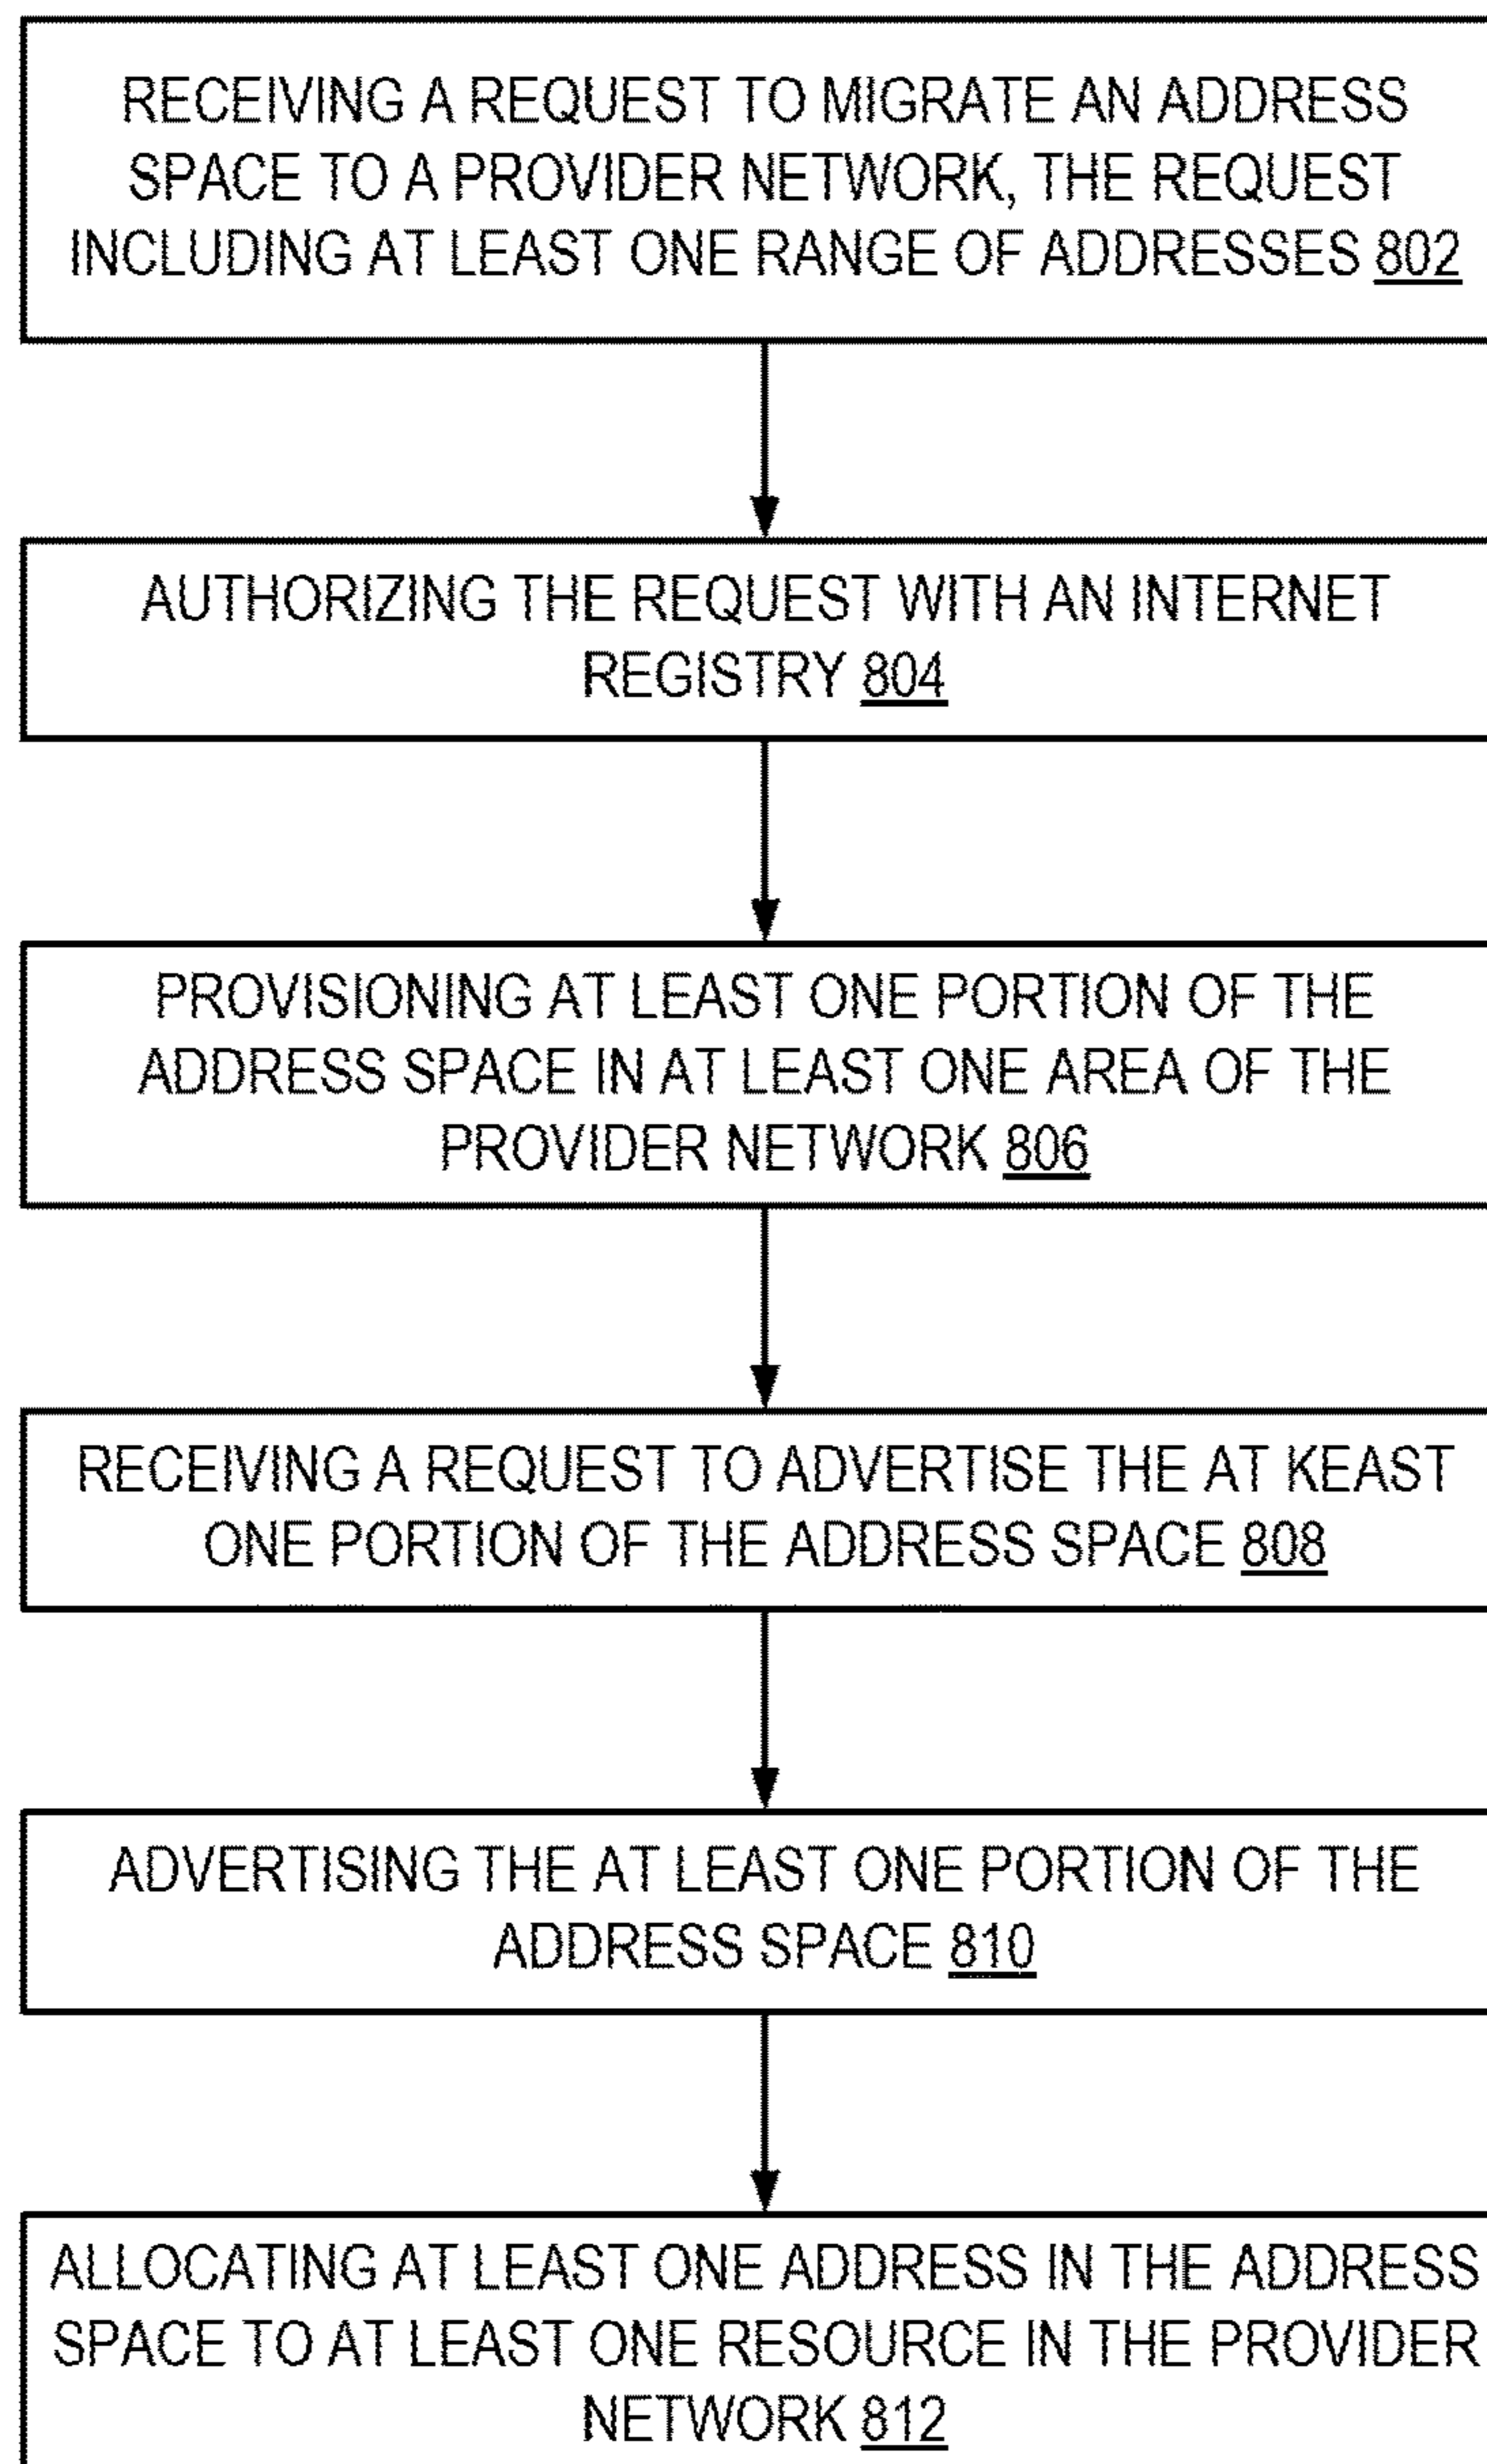 RECEIVING A REQUEST TO MIGRATE AN ADDRESS
SPACE TO A PROVIDER NETWORK, THE REQUEST
INCLUDING AT LEAST ONE RANGE OF ADDRESSES 802
AUTHORIZING THE REQUEST WITH AN INTERNET
REGISTRY 804
PROVISIONING AT LEAST ONE PORTION OF THE
ADDRESS SPACE IN AT LEAST ONE AREA OF THE
PROVIDER NETWORK 806
RECEIVING A REQUEST TO ADVERTISE THE AT KEAST
ONE PORTION OF THE ADDRESS SPACE 808
ADVERTISING THE AT LEAST ONE PORTION OF THE
ADDRESS SPACE 810
ALLOCATING AT LEAST ONE ADDRESS IN THE ADDRESS
SPACE TO AT LEAST ONE RESOURCE IN THE PROVIDER
NETWORK 812